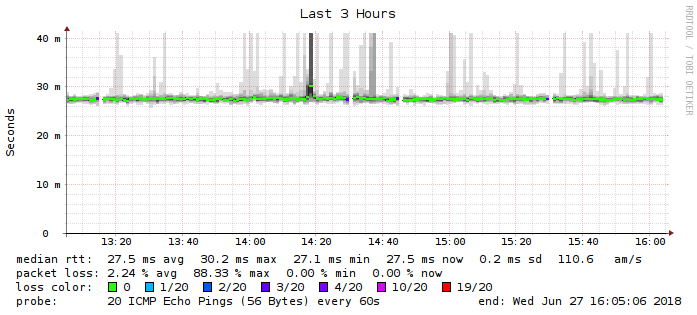 Last 3 Hours
RRDTOOL / TOBI OETIKER
Seconds
40 m
30 m
20 m
10 m
0
13:20 13:40 14:00 14:20 14:40 15:00 15:20 15:40 16:00
median rtt: 27.5 ms avg 30.2 ms max 27.1 ms min 27.5 ms now 0.2 ms sd 110.6 am/s
packet loss: 2.24 % avg 88.33 % max 0.00 % min 0.00 % now
loss color: 0 1/20 2/20 3/20 4/20 10/20 19/20
probe: 20 ICMP Echo Pings (56 Bytes) every 60s end: Wed Jun 27 16:05:06 2018